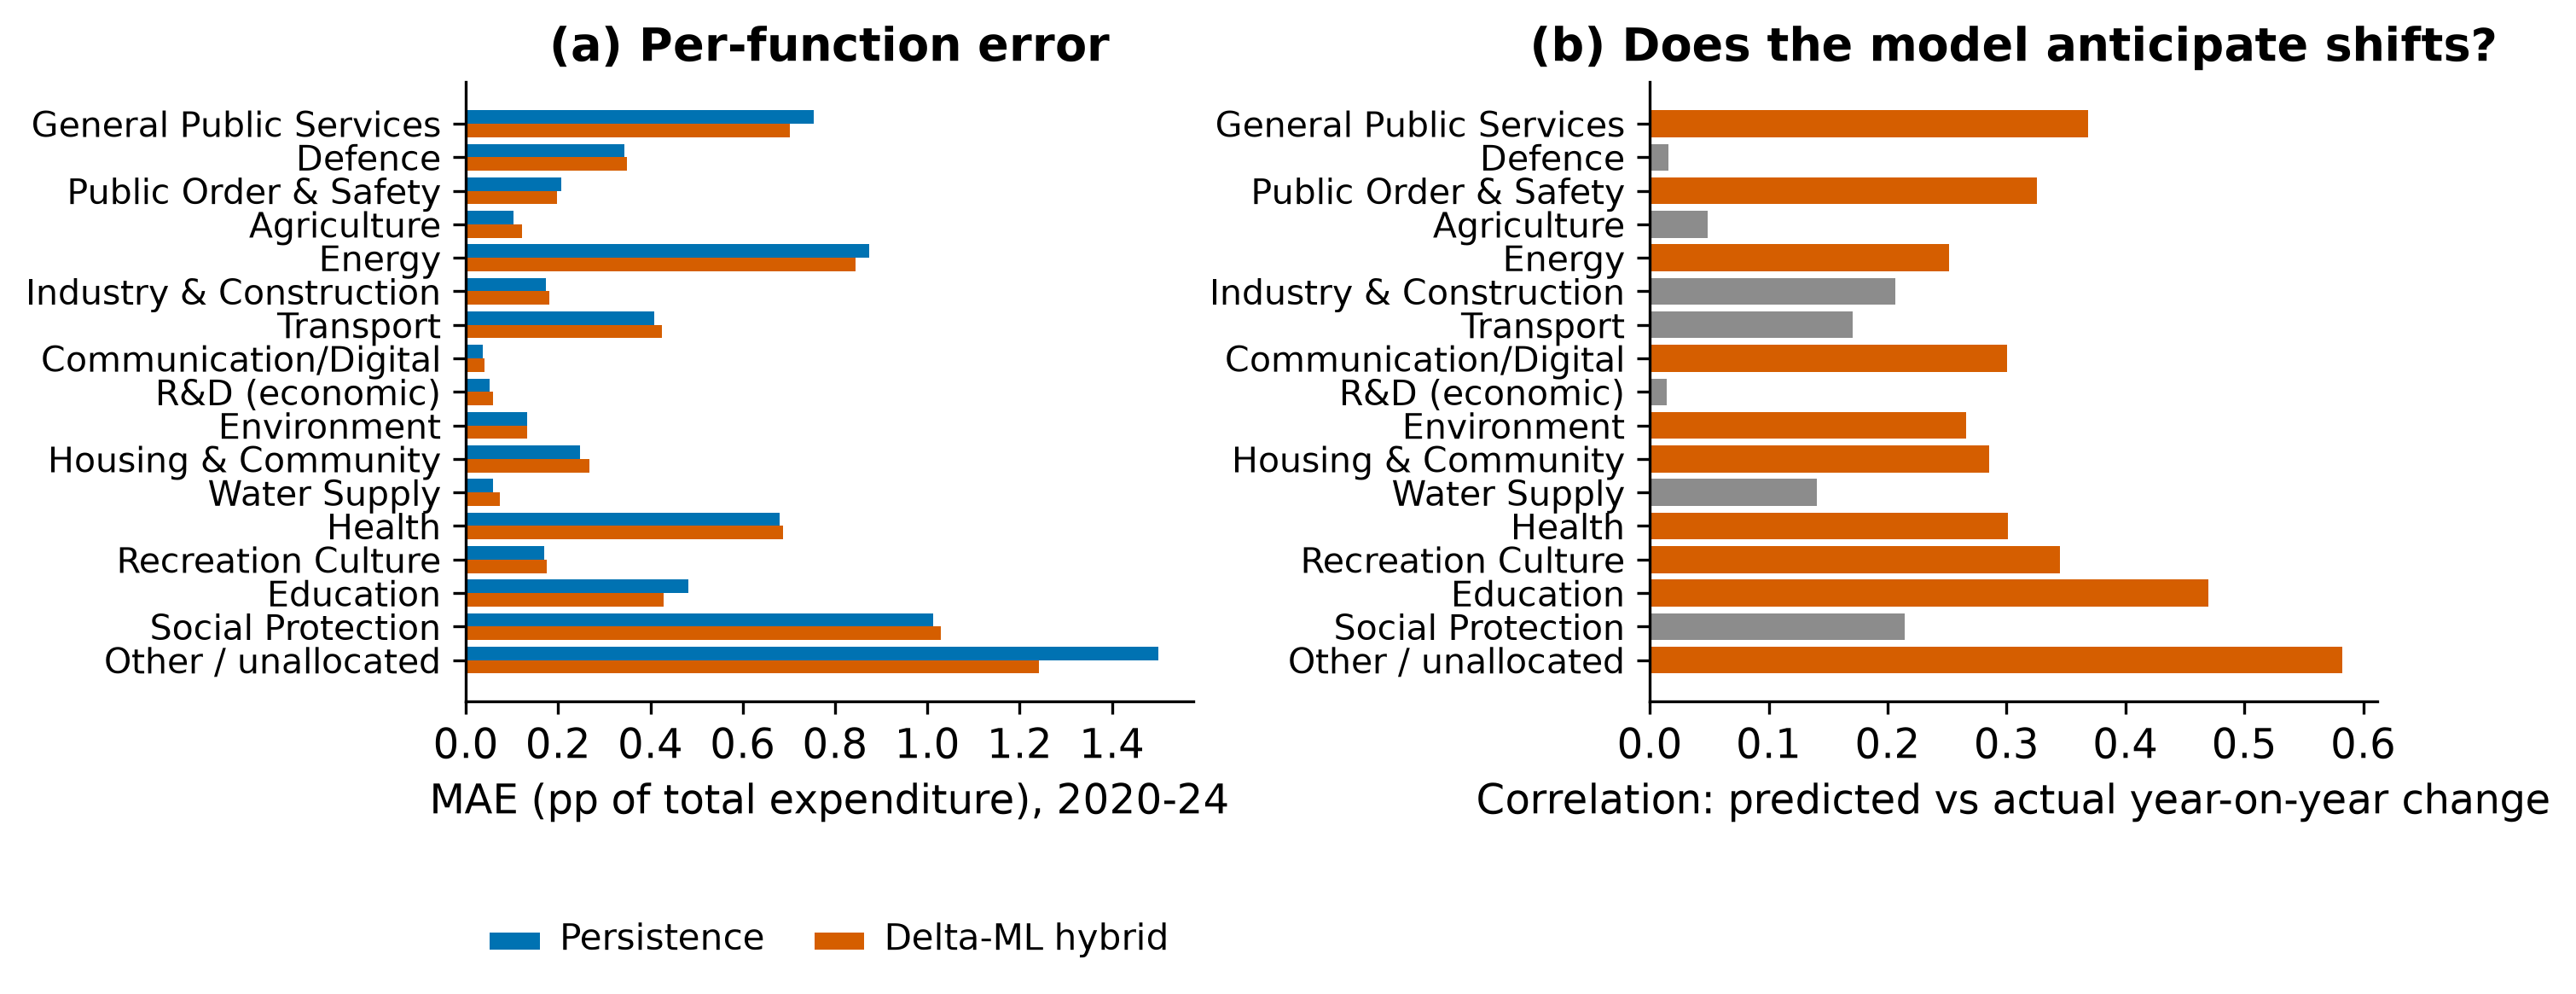 (a) Per-function error
General Public Services
Defence
Public Order & Safety
Agriculture
Energy
Industry & Construction
Transport
Communication/Digital
R&D (economic)
Environment
Housing & Community
Water Supply
Health
Recreation Culture
Education
Social Protection
Other / unallocated
0.0 0.2 0.4 0.6 0.8 1.0 1.2 1.4
MAE (pp of total expenditure), 2020-24
Persistence Delta-ML hybrid
(b) Does the model anticipate shifts?
General Public Services
Defence
Public Order & Safety
Agriculture
Energy
Industry & Construction
Transport
Communication/Digital
R&D (economic)
Environment
Housing & Community
Water Supply
Health
Recreation Culture
Education
Social Protection
Other / unallocated
0.0 0.1 0.2 0.3 0.4 0.5 0.6
Correlation: predicted vs actual year-on-year change